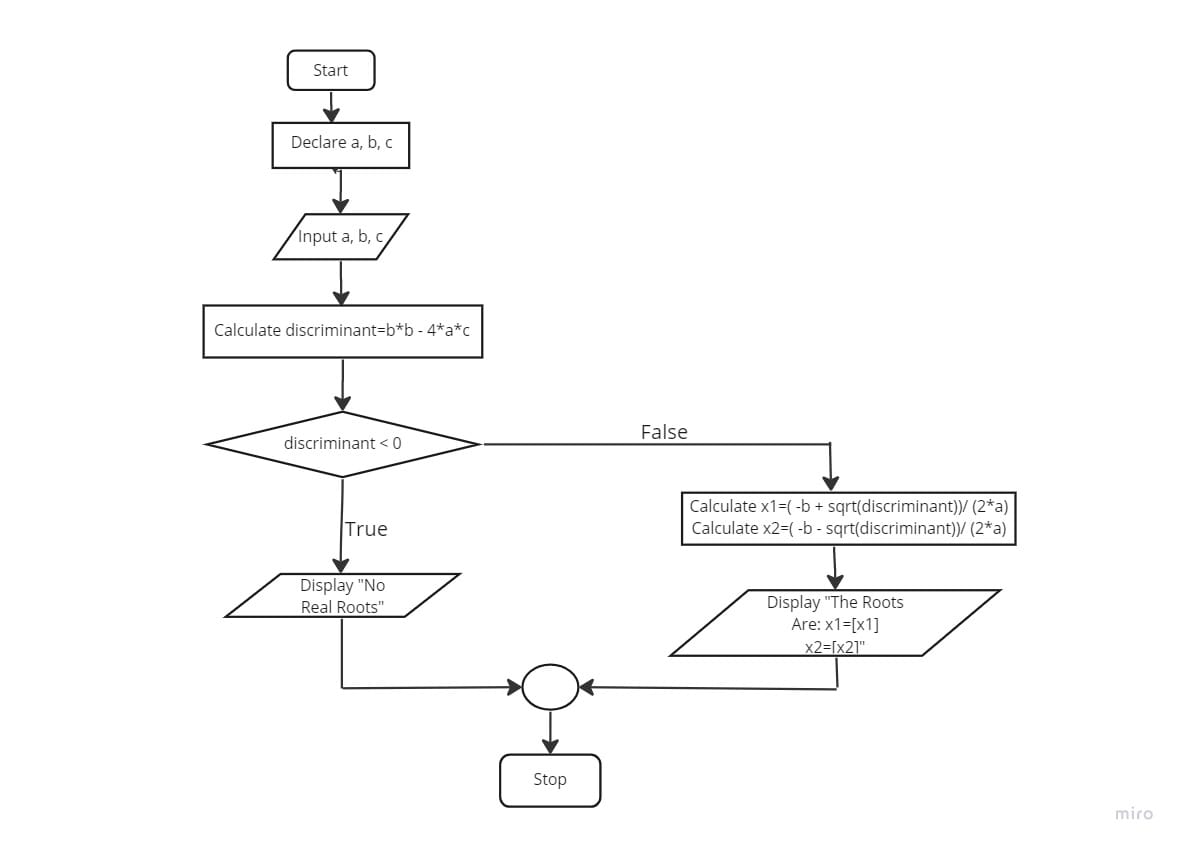 Start
Declare a, b, c
Input a, b, c
Calculate discriminant=b*b - 4*a*c
discriminant < 0
False
True
Calculate x1=( -b + sqrt(discriminant))/ (2*a)
Calculate x2=( -b - sqrt(discriminant))/ (2*a)
Display "No
Real Roots"
Display "The Roots
Are: x1=[x1]
x2=[x2]"
Stop
miro